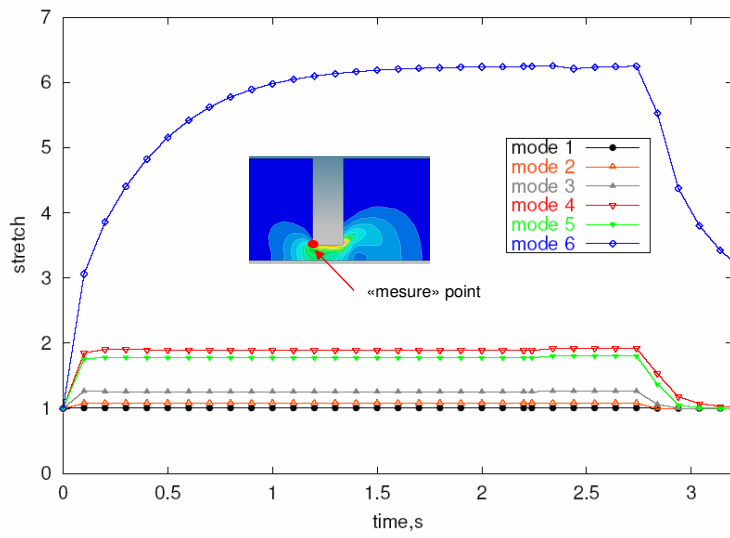 7
6
5
4
3
2
1
0
stretch
mode 1
mode 2
mode 3
mode 4
mode 5
mode 6
«mesure» point
0
0.5
1
1.5
2
2.5
3
time,s